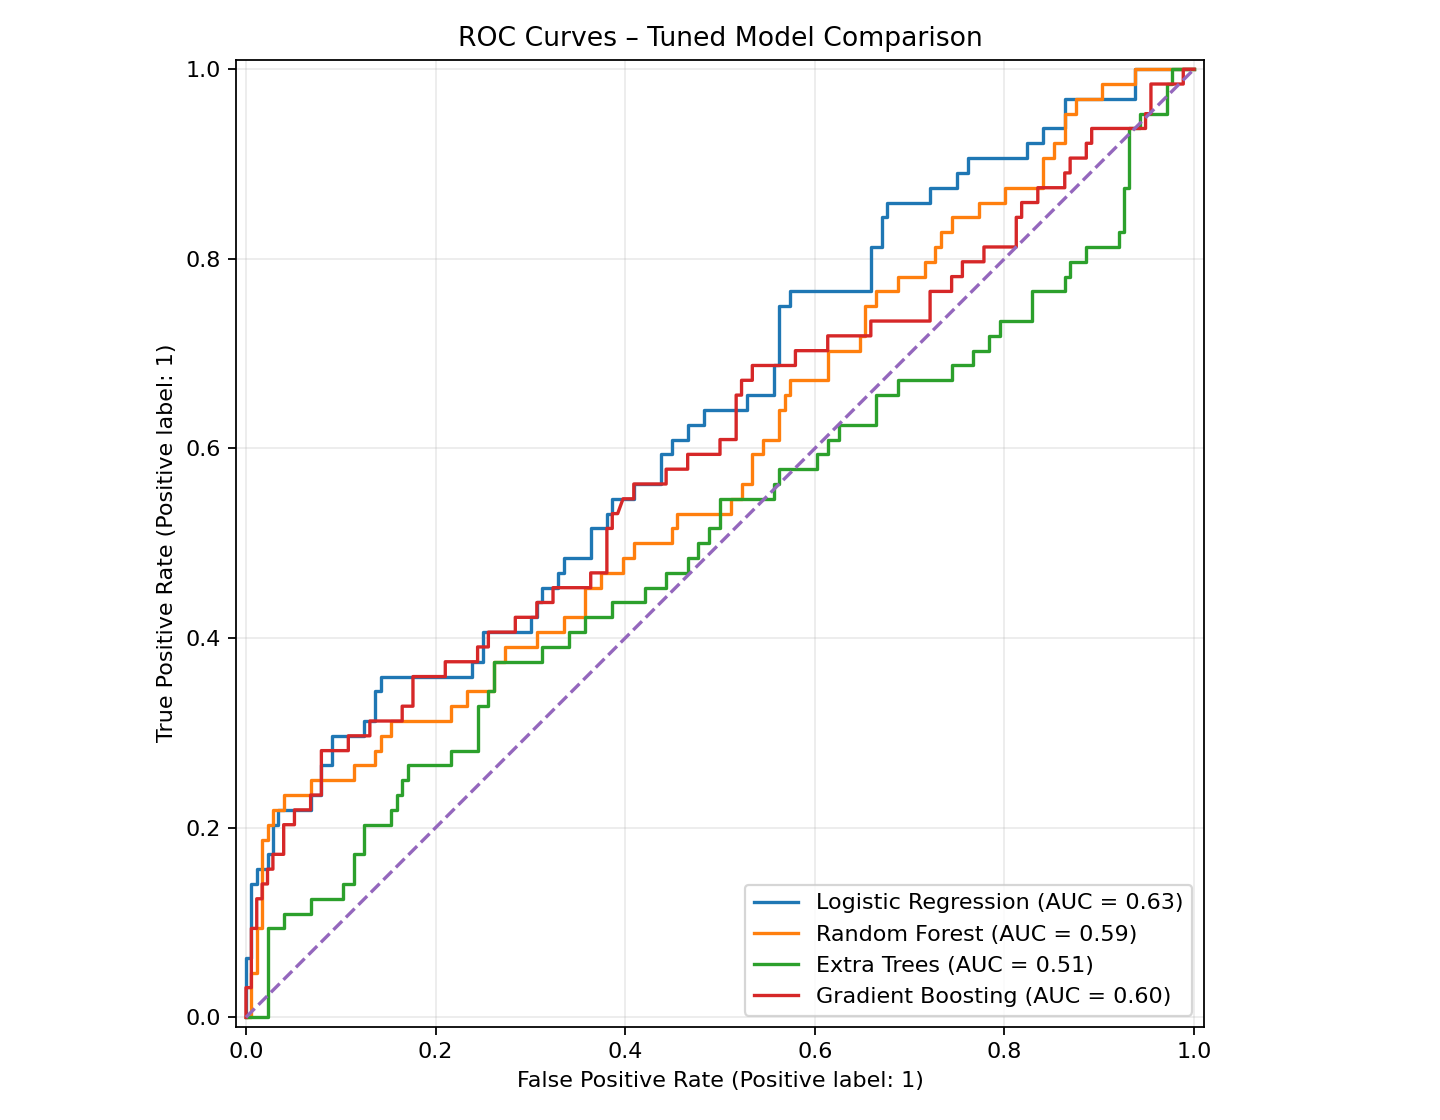 ROC Curves – Tuned Model Comparison
True Positive Rate (Positive label: 1)
1.0
0.8
0.6
0.4
0.2
0.0
Logistic Regression (AUC = 0.63)
Random Forest (AUC = 0.59)
Extra Trees (AUC = 0.51)
Gradient Boosting (AUC = 0.60)
0.0 0.2 0.4 0.6 0.8 1.0
False Positive Rate (Positive label: 1)